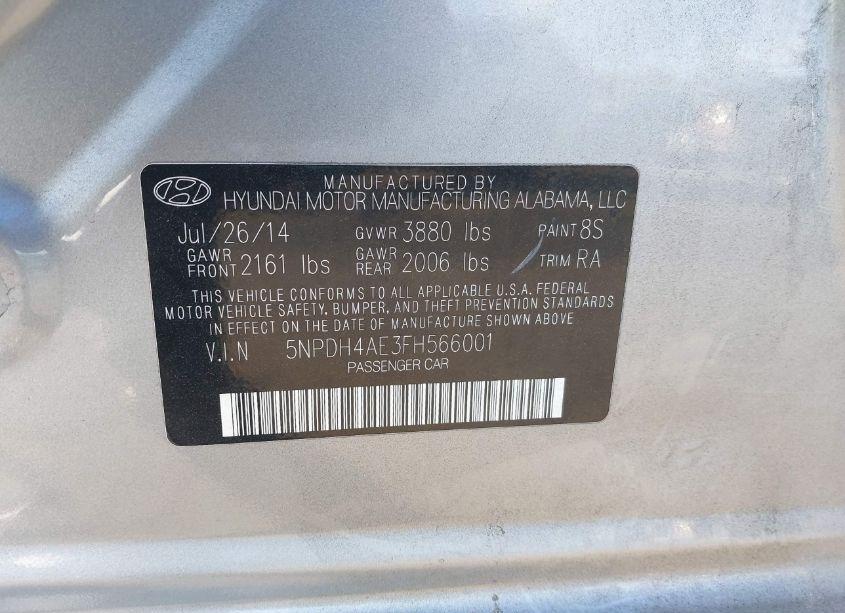 MANUFACTURED BY
HYUNDAI MOTOR MANUFACTURING ALABAMA, LLC
Jul/26/14 GVWR 3880 lbs PAINT 8S
GAWR FRONT 2161 lbs GAWR REAR 2006 lbs TRIM RA
THIS VEHICLE CONFORMS TO ALL APPLICABLE U.S.A. FEDERAL
MOTOR VEHICLE SAFETY, BUMPER, AND THEFT PREVENTION STANDARDS
IN EFFECT ON THE DATE OF MANUFACTURE SHOWN ABOVE
V.I.N 5NPDH4AE3FH566001
PASSENGER CAR